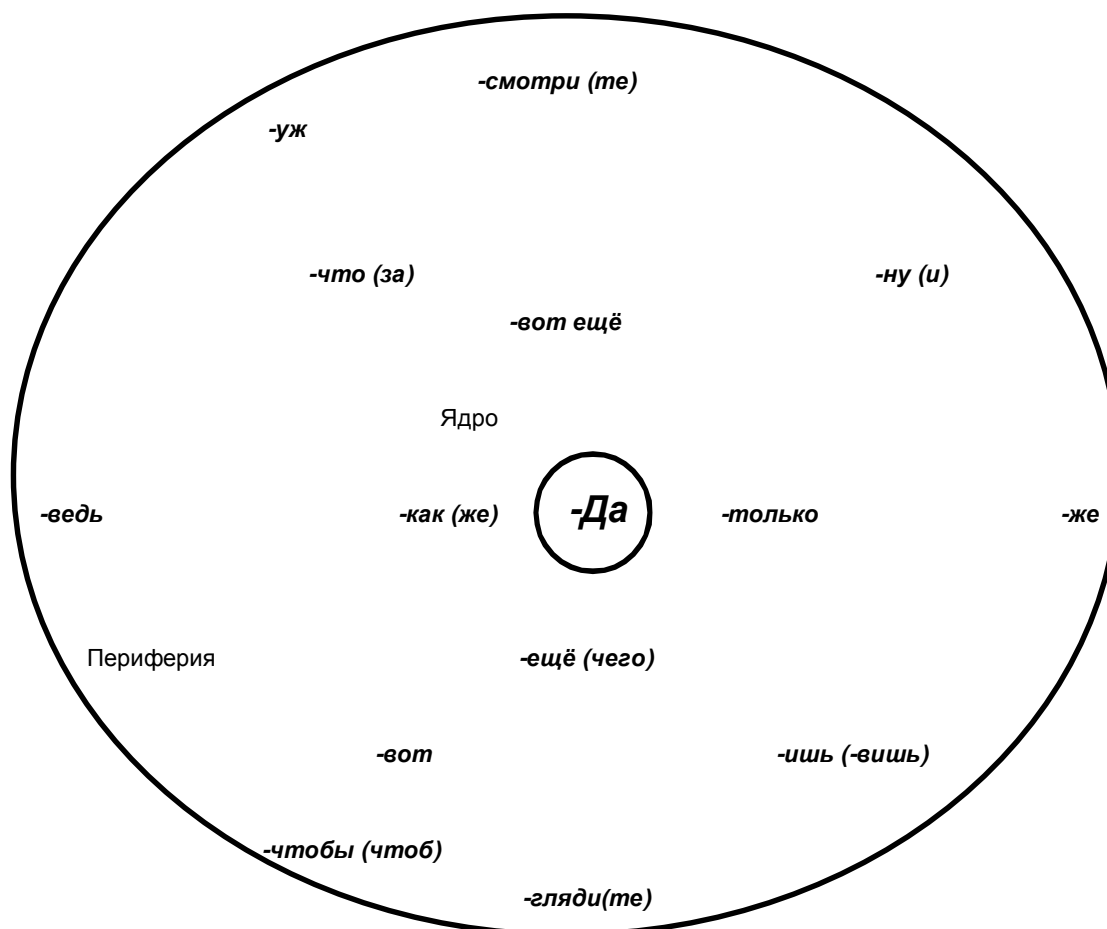 -смотри (те)
-уж
-что (за)
-ну (и)
-вот ещё
Ядро
-ведь
-как (же)
-Да
-только
-же
Периферия
-ещё (чего)
-вот
-ишь (-вишь)
-чтобы (чтоб)
-гляди(те)